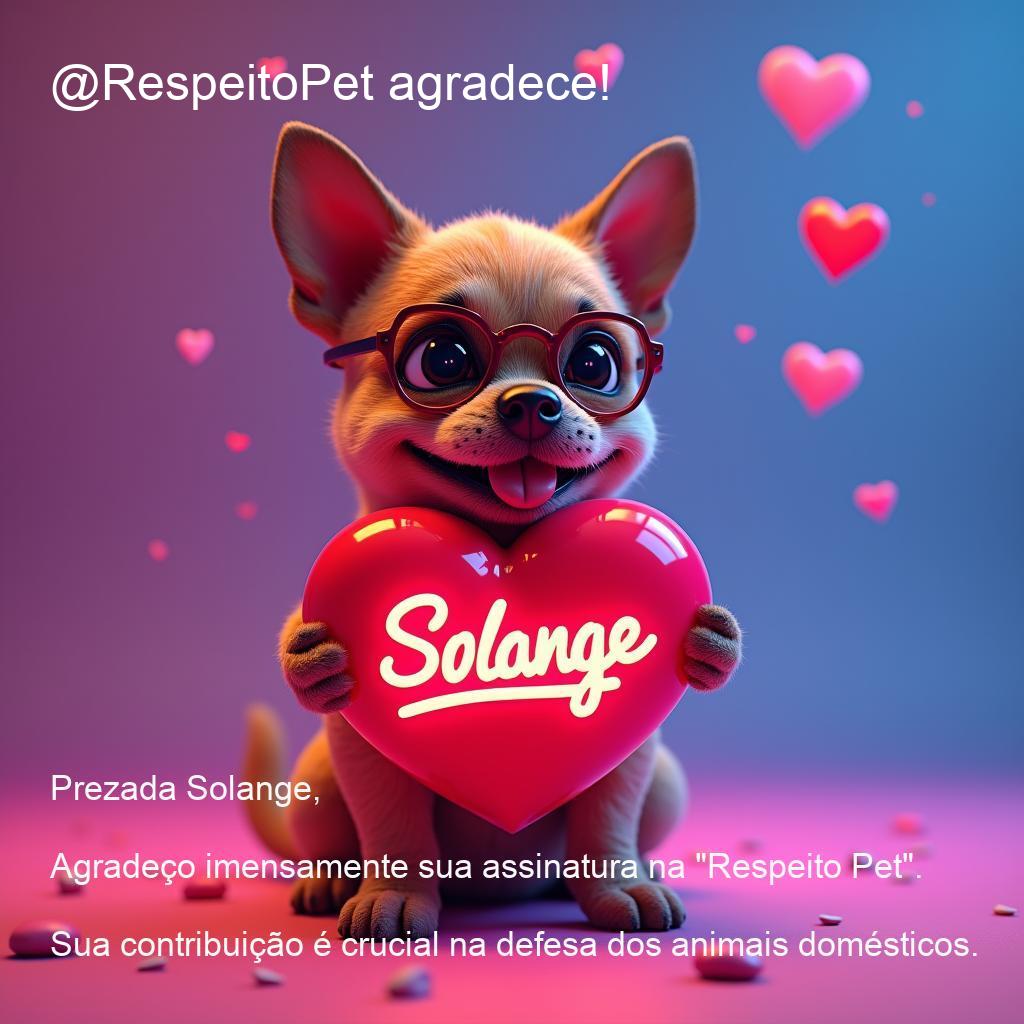 @RespeitoPet agradece!
Solange
Prezada Solange,
Agradeço imensamente sua assinatura na "Respeito Pet".
Sua contribuição é crucial na defesa dos animais domésticos.